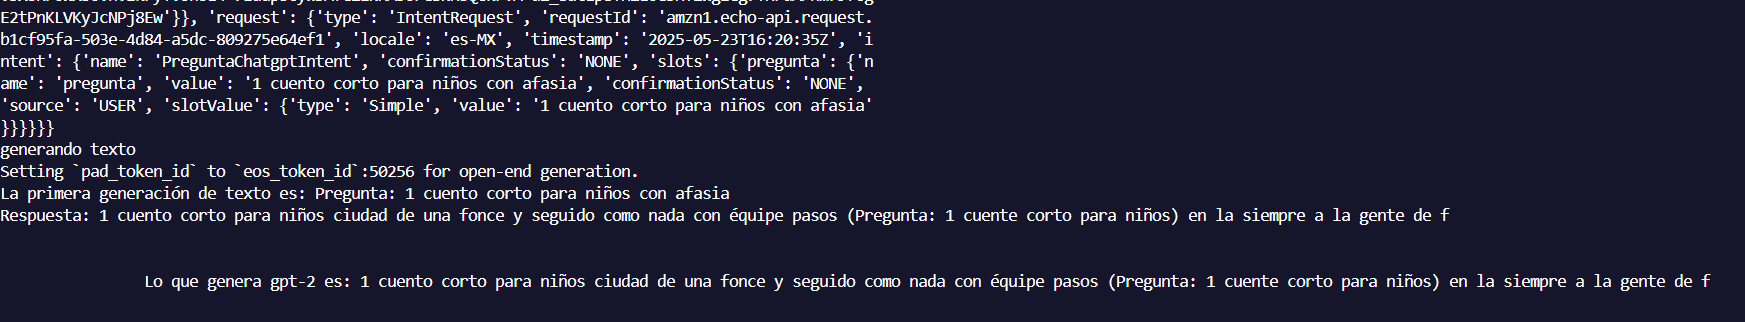 E2tPnKLVKyJcNPj8Ew'}}, 'request': {'type': 'IntentRequest', 'requestId': 'amzn1.echo-api.request.
b1cf95fa-503e-4d84-a5dc-809275e64ef1', 'locale': 'es-MX', 'timestamp': '2025-05-23T16:20:35Z', 'i
ntent': {'name': 'PreguntaChatgptIntent', 'confirmationStatus': 'NONE', 'slots': {'pregunta': {'n
ame': 'pregunta', 'value': '1 cuento corto para niños con afasia', 'confirmationStatus': 'NONE',
'source': 'USER', 'slotValue': {'type': 'Simple', 'value': '1 cuento corto para niños con afasia'
}}}}}}
generando texto
Setting `pad_token_id` to `eos_token_id`:50256 for open-end generation.
La primera generación de texto es: Pregunta: 1 cuento corto para niños con afasia
Respuesta: 1 cuento corto para niños ciudad de una fonce y seguido como nada con équipe pasos (Pregunta: 1 cuente corto para niños) en la siempre a la gente de f
Lo que genera gpt-2 es: 1 cuento corto para niños ciudad de una fonce y seguido como nada con équipe pasos (Pregunta: 1 cuente corto para niños) en la siempre a la gente de f